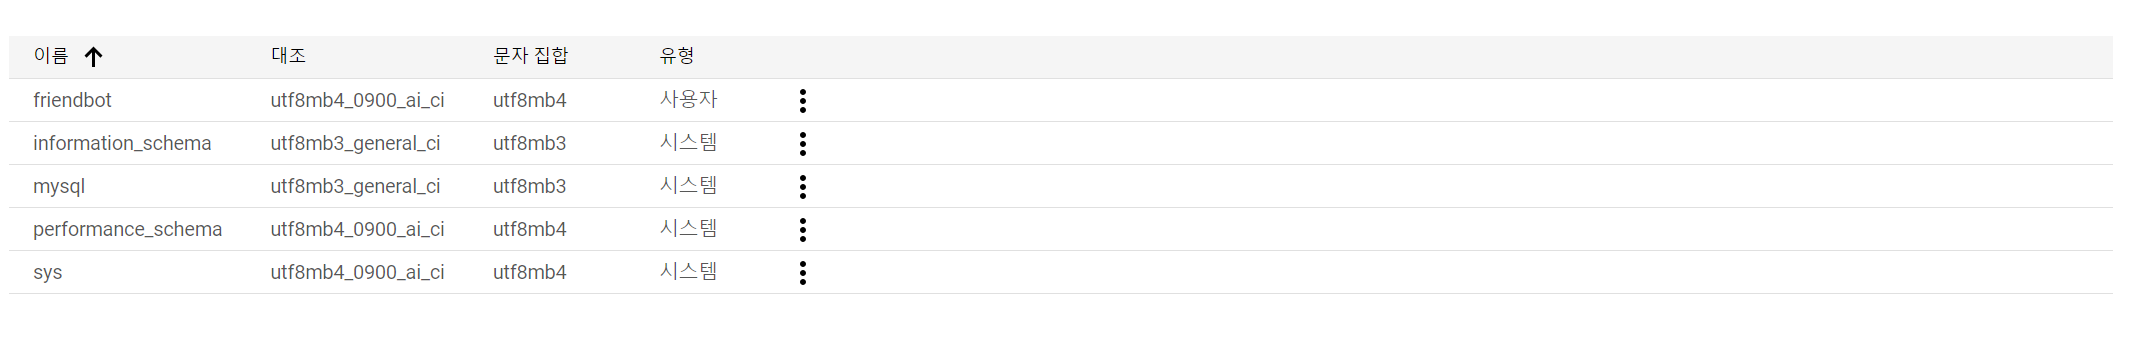 이름 대조 문자 집합 유형
friendbot utf8mb4_0900_ai_ci utf8mb4 사용자
information_schema utf8mb3_general_ci utf8mb3 시스템
mysql utf8mb3_general_ci utf8mb3 시스템
performance_schema utf8mb4_0900_ai_ci utf8mb4 시스템
sys utf8mb4_0900_ai_ci utf8mb4 시스템